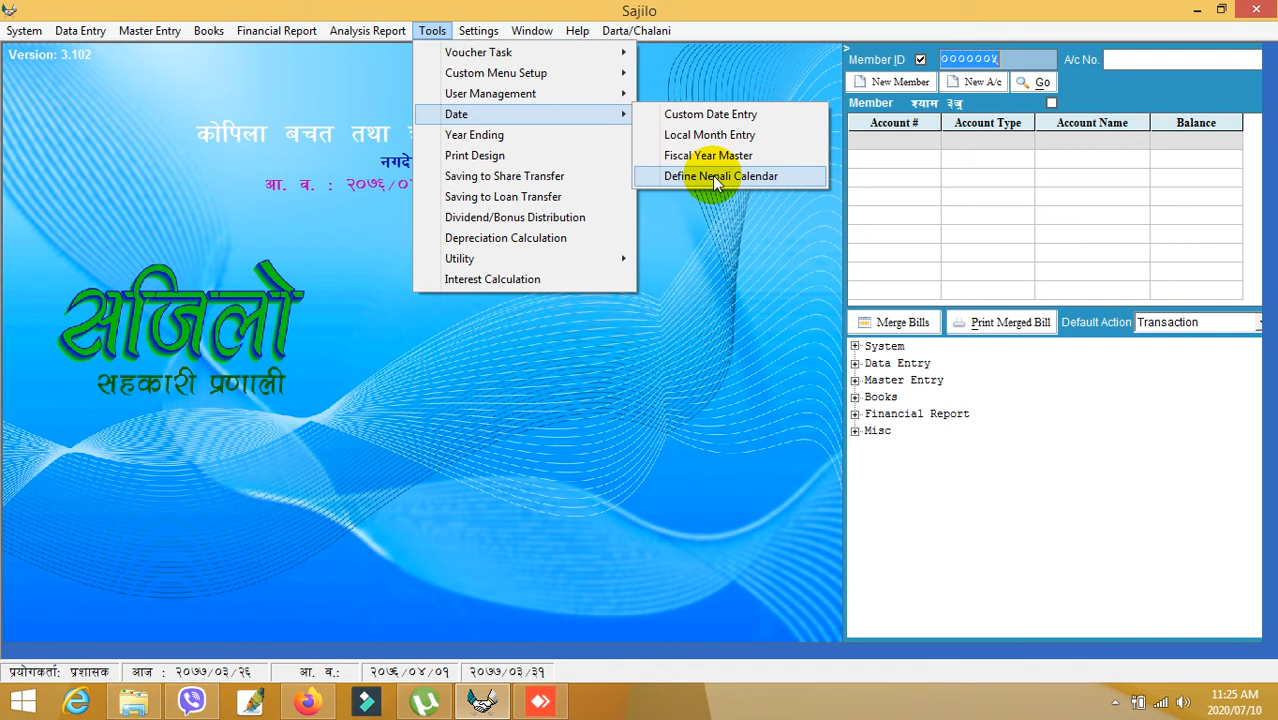 Sajilo
System Data Entry Master Entry Books Financial Report Analysis Report Tools Settings Window Help Darta/Chalani
Version: 3.102
कोपिला बचत तथा
आ. व. : २०७६/०
सजिलो
सहकारी प्रणाली
Voucher Task
Custom Menu Setup
User Management
Date
Year Ending
Print Design
Saving to Share Transfer
Saving to Loan Transfer
Dividend/Bonus Distribution
Depreciation Calculation
Utility
Interest Calculation
Custom Date Entry
Local Month Entry
Fiscal Year Master
Define Nepali Calendar
Member ID ००००००५ A/c No.
New Member New A/c Go
Member श्याम ३जु
Account # Account Type Account Name Balance
Merge Bills Print Merged Bill Default Action Transaction
System
Data Entry
Master Entry
Books
Financial Report
Misc
प्रयोगकर्ता: प्रशासक आज : २०७७/०३/२६ आ. व.: २०७६/०४/०१ २०७७/०३/३१
11:25 AM
2020/07/10